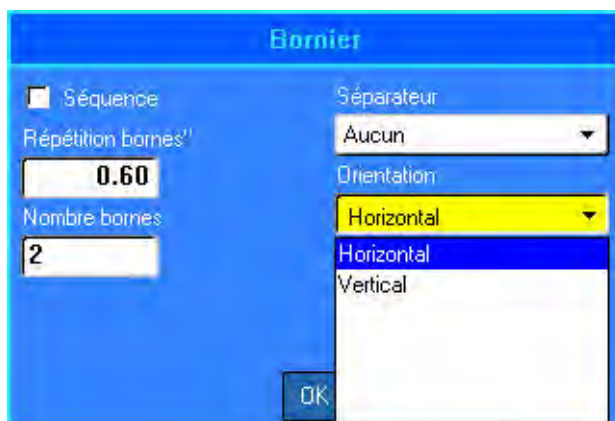 Bornier
Séquence
Répétition bornes"
0.60
Nombre bornes
2
Séparateur
Aucun
Orientation
Horizontal
Horizontal
Vertical
OK